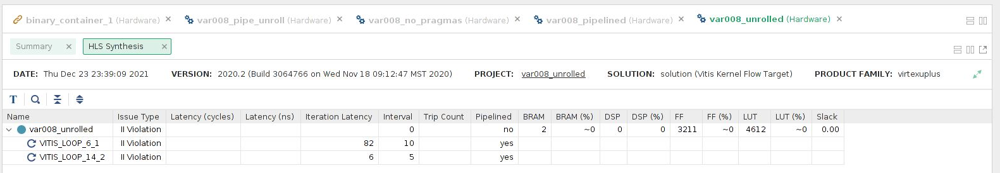 binary_container_1 (Hardware) × var008_pipe_unroll (Hardware) × var008_no_pragmas (Hardware) × var008_pipelined (Hardware) × var008_unrolled (Hardware) ×
Summary × HLS Synthesis ×
DATE: Thu Dec 23 23:39:09 2021 VERSION: 2020.2 (Build 3064766 on Wed Nov 18 09:12:47 MST 2020) PROJECT: var008_unrolled SOLUTION: solution (Vitis Kernel Flow Target) PRODUCT FAMILY: virtexuplus
T
Name Issue Type Latency (cycles) Latency (ns) Iteration Latency Interval Trip Count Pipelined BRAM BRAM (%) DSP DSP (%) FF FF (%) LUT LUT (%) Slack
var008_unrolled II Violation 0 no 2 ~0 0 0 3211 ~0 4612 ~0 0.00
VITIS_LOOP_6_1 II Violation 82 10 yes
VITIS_LOOP_14_2 II Violation 6 5 yes